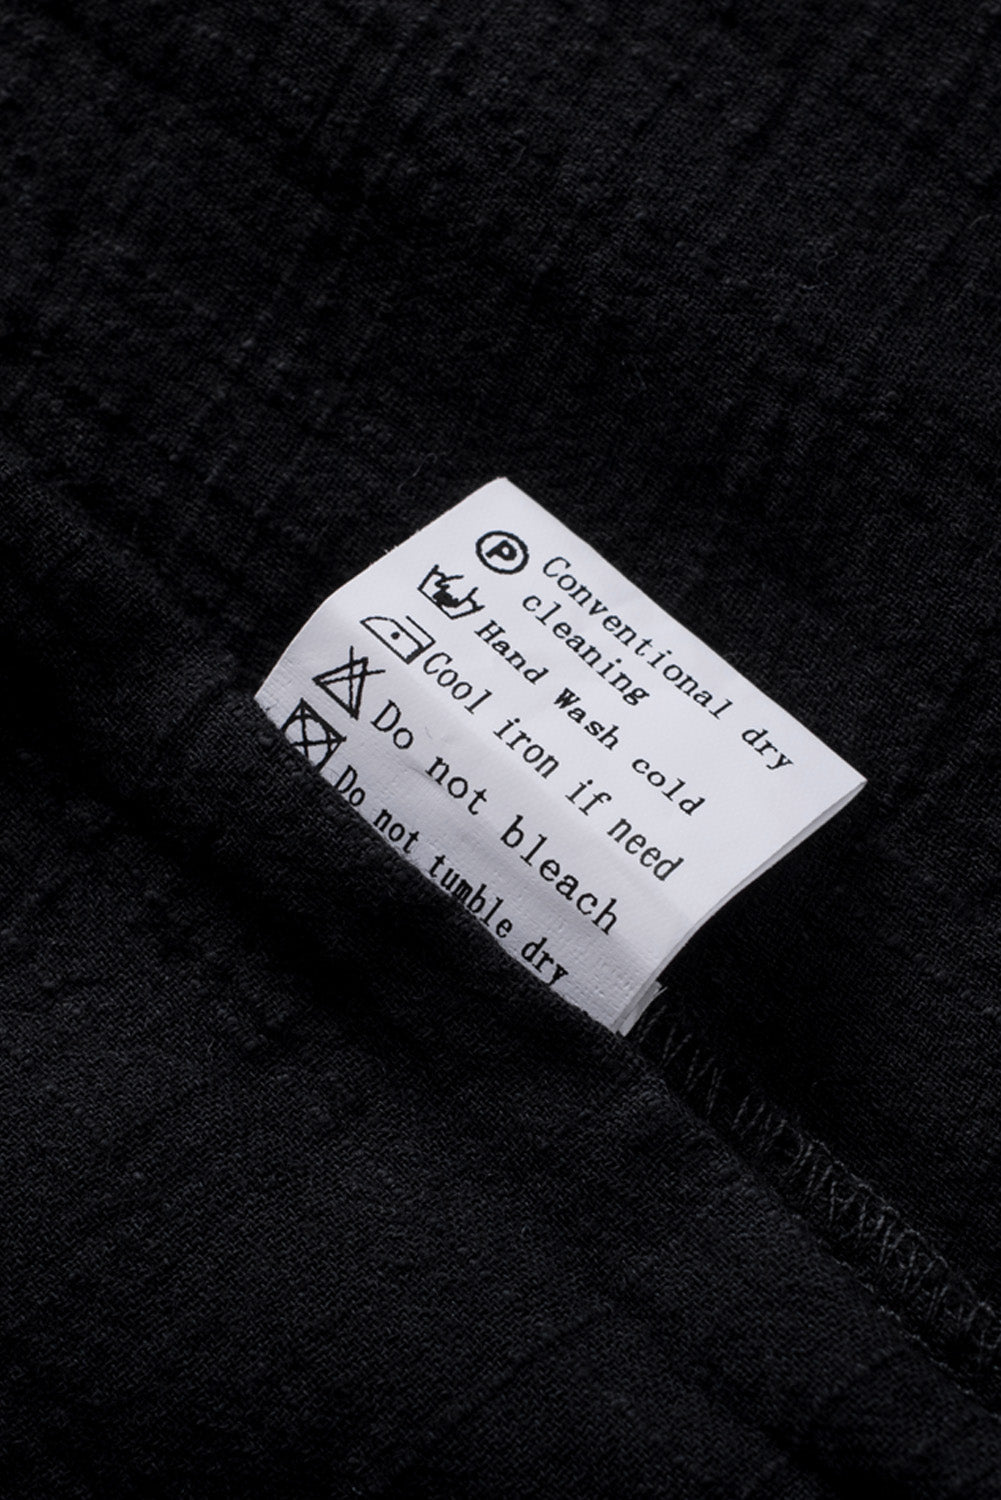 P Conventional dry
cleaning
Hand Wash cold
Cool iron if need
Do not bleach
Do not tumble dry